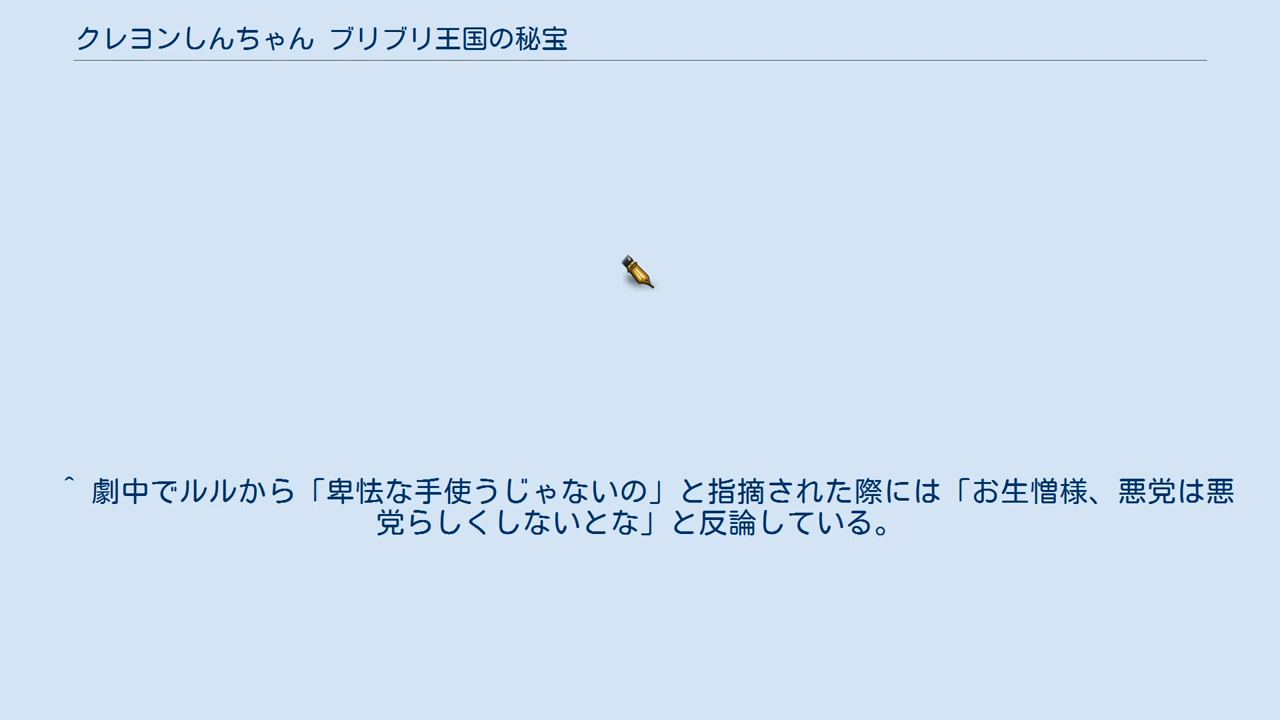 クレヨンしんちゃん ブリブリ王国の秘宝
^ 劇中でルルから「卑怯な手使うじゃないの」と指摘された際には「お生憎様、悪党は悪
党らしくしないとな」と反論している。